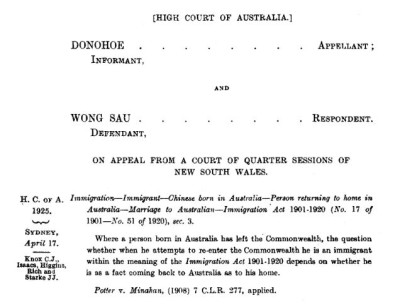 [HIGH COURT OF AUSTRALIA.]
DONOHOE . . . . . . . . APPELLANT;
INFORMANT,
AND
WONG SAU . . . . . . . . RESPONDENT.
DEFENDANT,
ON APPEAL FROM A COURT OF QUARTER SESSIONS OF
NEW SOUTH WALES.
H. C. OF A.
1925.
SYDNEY,
April 17.
Knox C.J.,
Isaacs, Higgins,
Rich and
Starke JJ.
Immigration—Immigrant—Chinese born in Australia—Person returning to home in
Australia—Marriage to Australian—Immigration Act 1901-1920 (No. 17 of
1901—No. 51 of 1920), sec. 3.
Where a person born in Australia has left the Commonwealth, the question
whether when he attempts to re-enter the Commonwealth he is an immigrant
within the meaning of the Immigration Act 1901-1920 depends on whether he
is as a fact coming back to Australia as to his home.
Potter v. Minahan, (1908) 7 C.L.R. 277, applied.